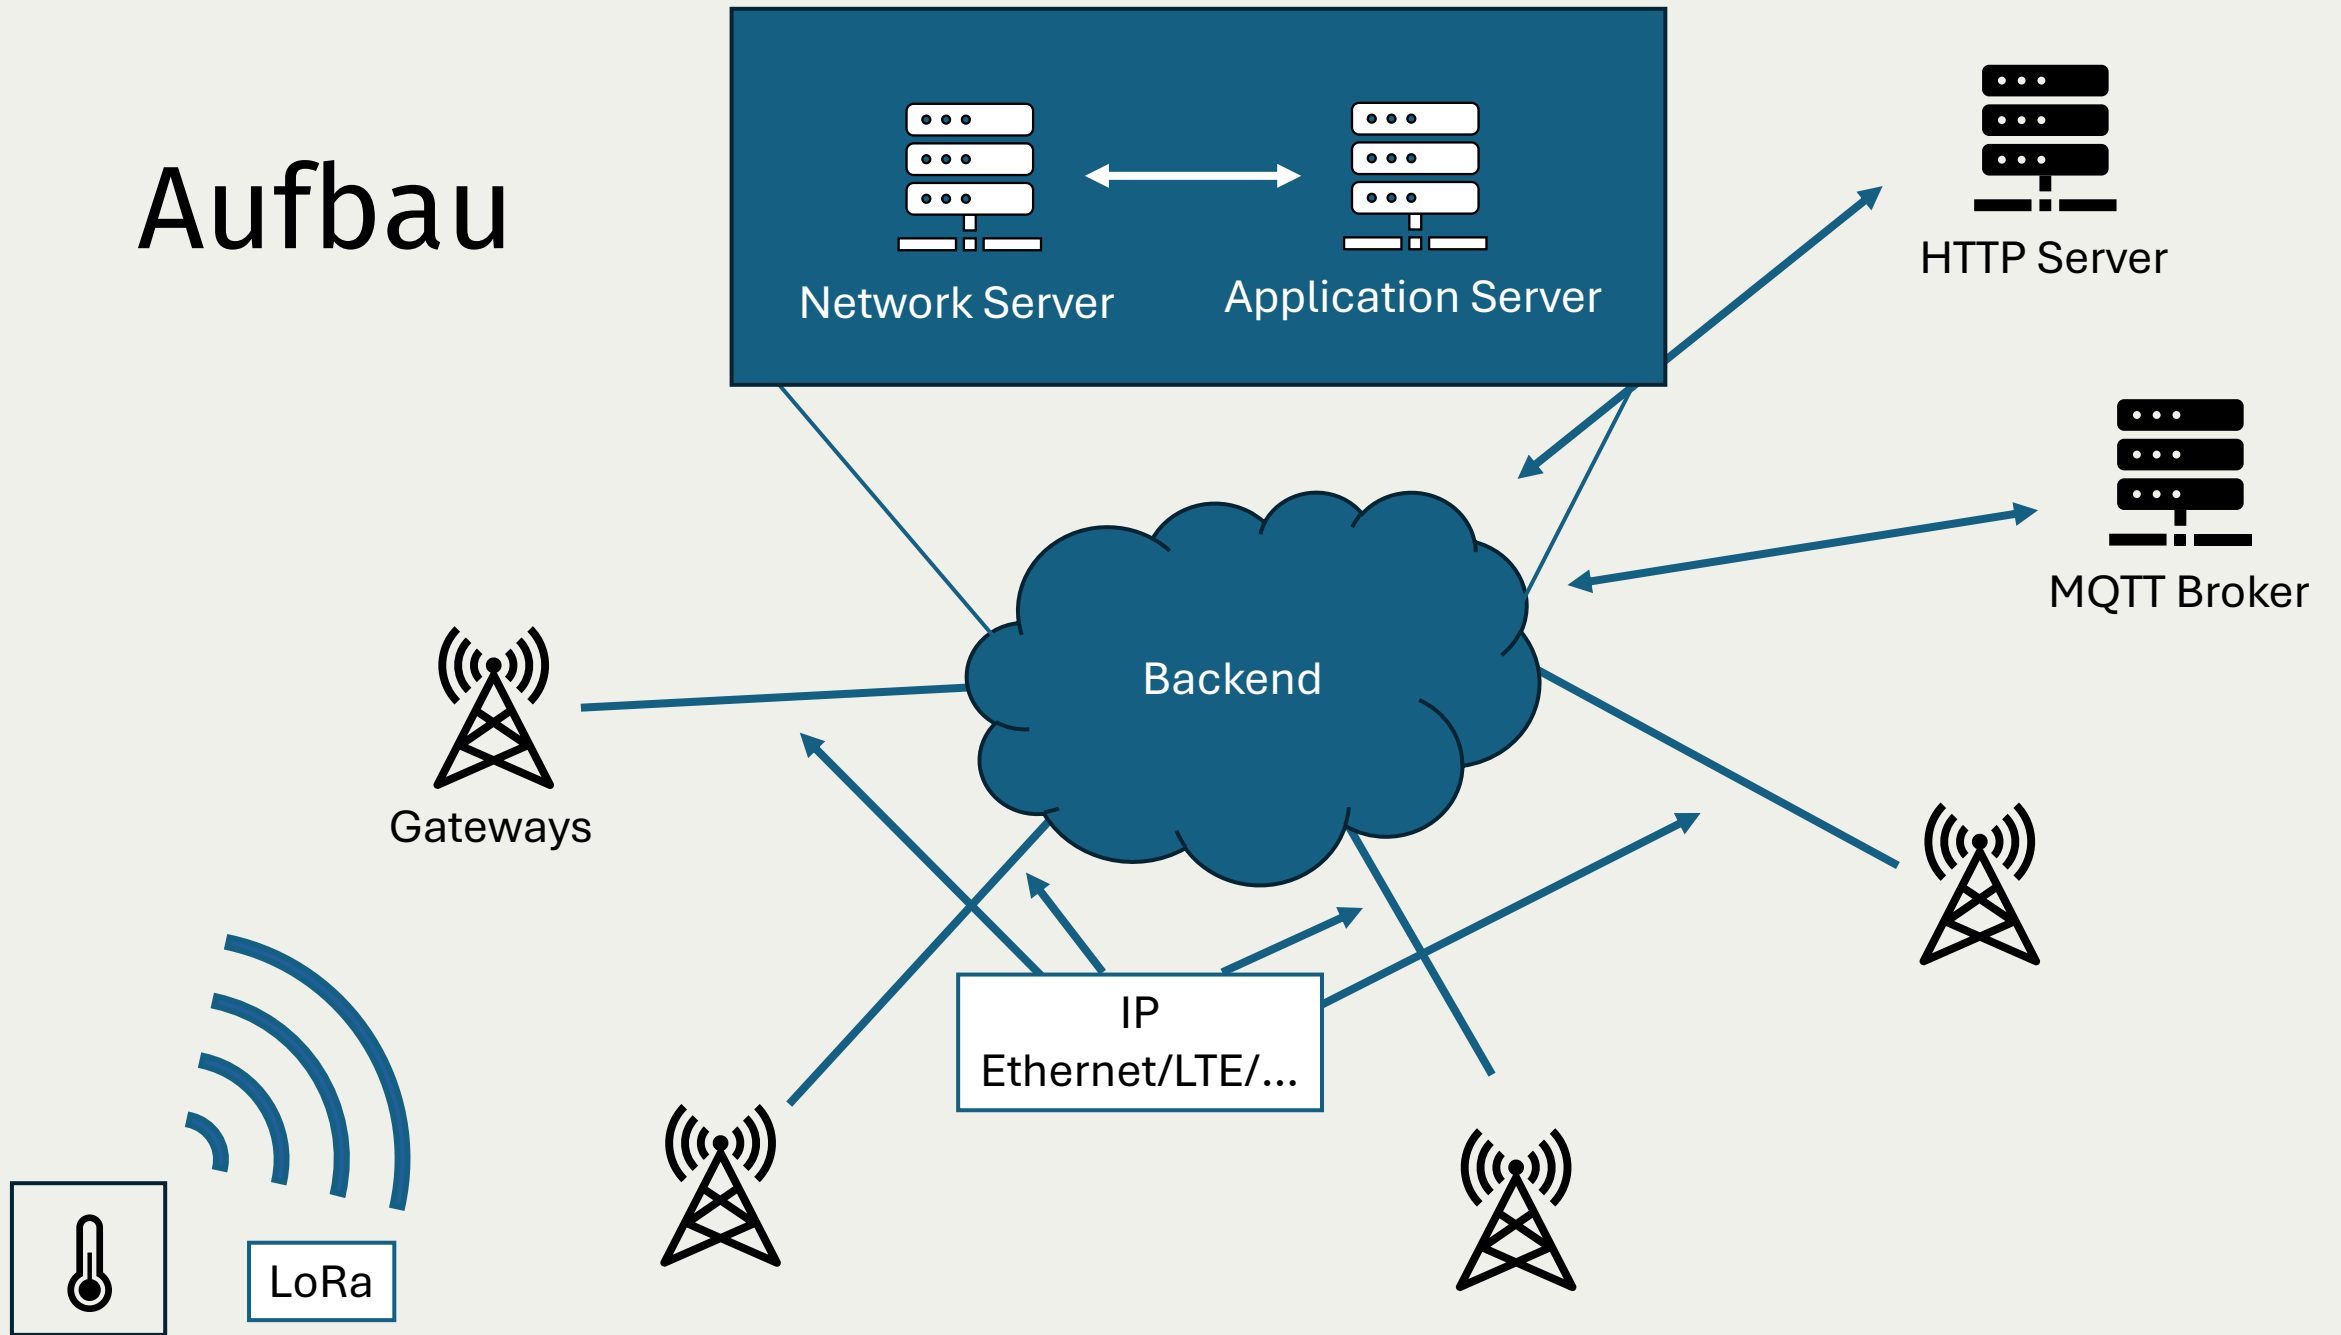 Aufbau
Network Server
Application Server
HTTP Server
MQTT Broker
Backend
Gateways
IP
Ethernet/LTE/...
LoRa